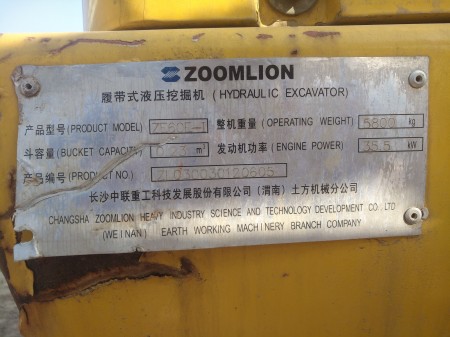 ZOOMLION
履带式液压挖掘机 (HYDRAULIC EXCAVATOR)
产品型号(PRODUCT MODEL) 整机重量(OPERATING WEIGHT) 5800 kg
斗容量(BUCKET CAPACITY) m³ 发动机功率(ENGINE POWER) 35.5 kW
产品编号(PRODUCT NO.)
长沙中联重工科技发展股份有限公司(渭南)土方机械分公司
CHANGSHA ZOOMLION HEAVY INDUSTRY SCIENCE AND TECHNOLOGY DEVELOPMENT CO., LTD
(WEI NAN) EARTH WORKING MACHINERY BRANCH COMPANY